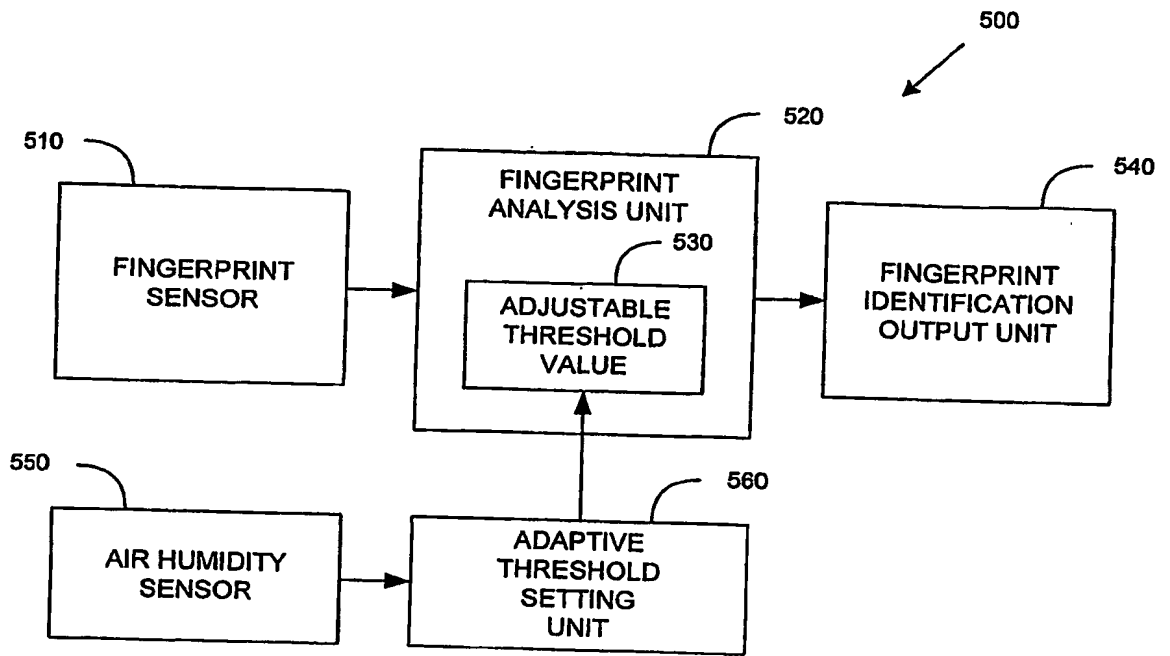 500
510
520
540
FINGERPRINT
SENSOR
FINGERPRINT
ANALYSIS UNIT
530
ADJUSTABLE
THRESHOLD
VALUE
FINGERPRINT
IDENTIFICATION
OUTPUT UNIT
550
560
AIR HUMIDITY
SENSOR
ADAPTIVE
THRESHOLD
SETTING
UNIT